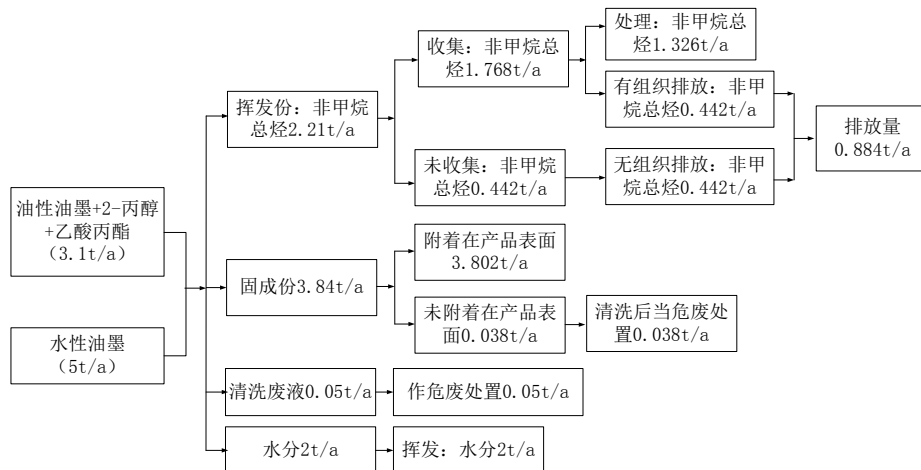 油性油墨+2-丙醇
+乙酸丙酯
（3.1t/a）
水性油墨
（5t/a）
挥发份：非甲烷
总烃2.21t/a
收集：非甲烷总
烃1.768t/a
处理：非甲烷总
烃1.326t/a
有组织排放：非甲
烷总烃0.442t/a
未收集：非甲烷
总烃0.442t/a
无组织排放：非甲
烷总烃0.442t/a
排放量
0.884t/a
固成份3.84t/a
附着在产品表面
3.802t/a
未附着在产品表
面0.038t/a
清洗后当危废处
置0.038t/a
清洗废液0.05t/a
作危废处置0.05t/a
水分2t/a
挥发：水分2t/a